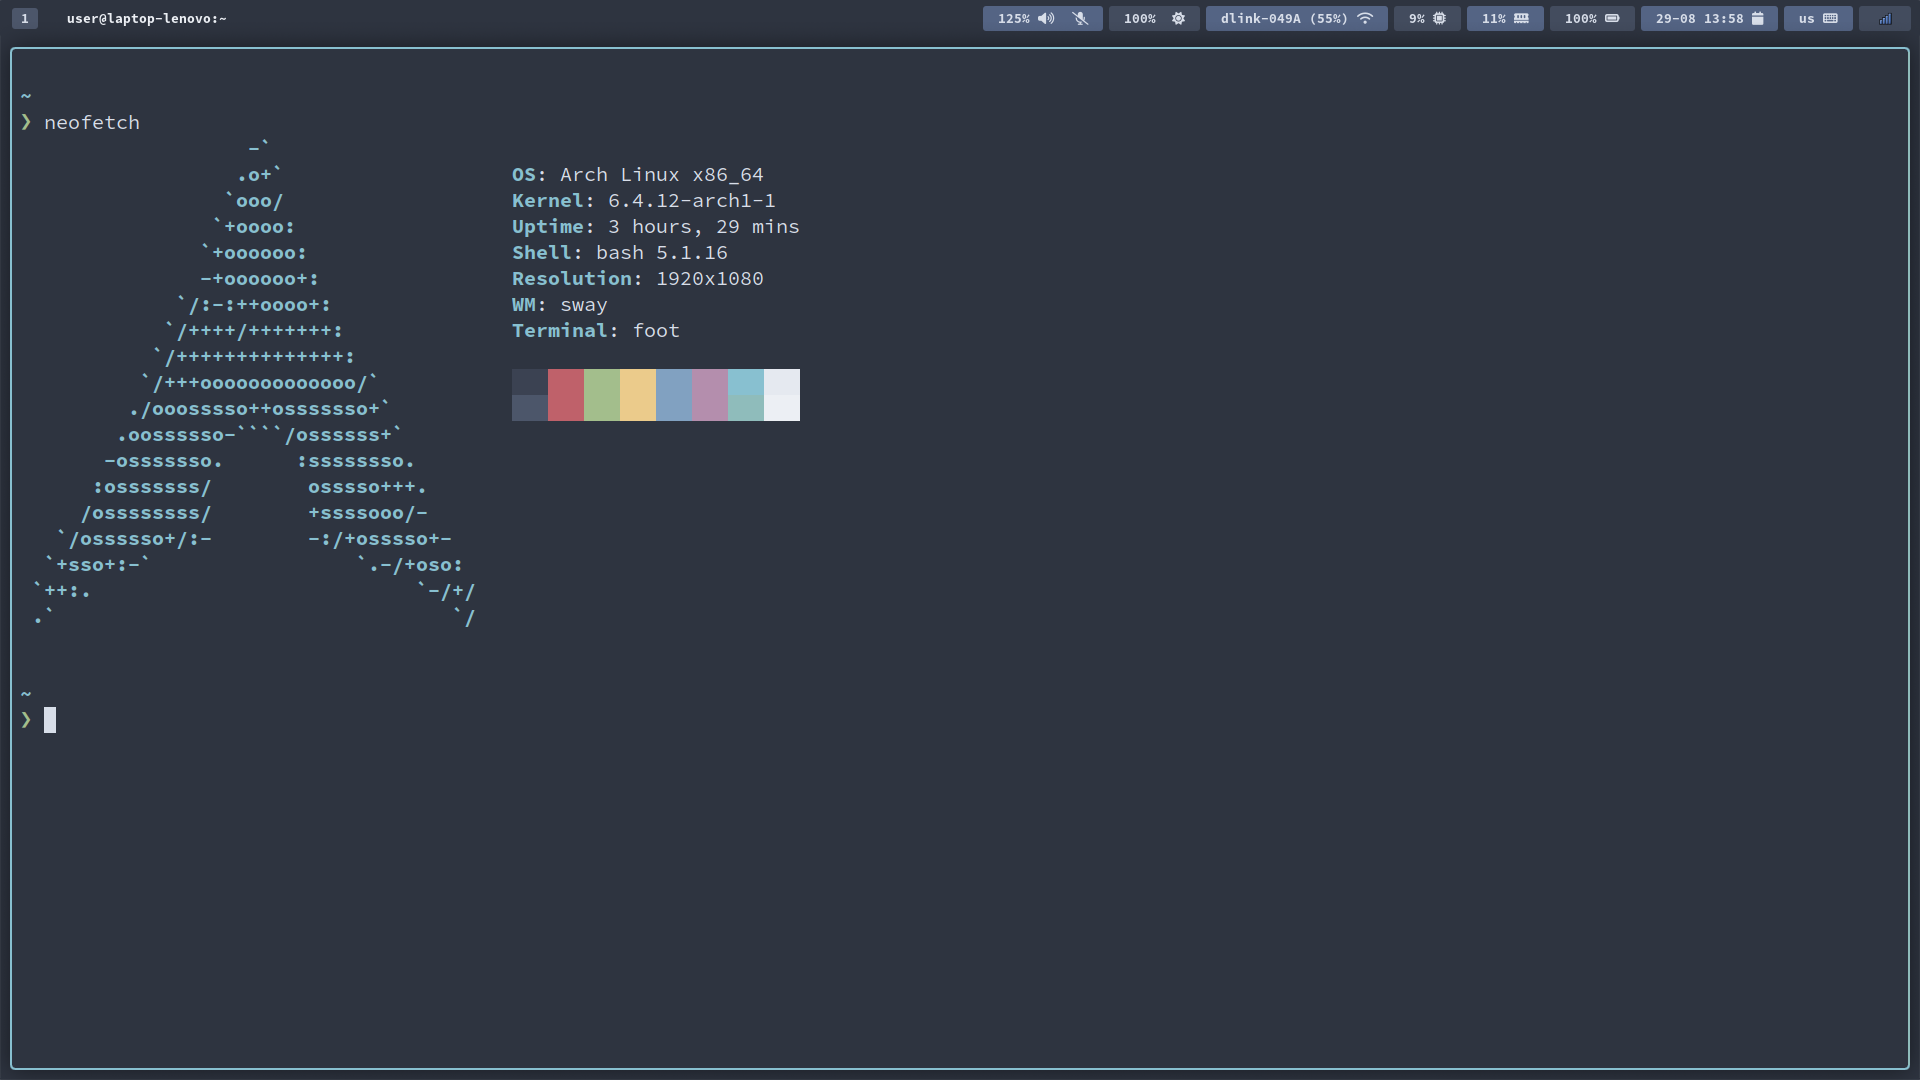 1 user@laptop-lenovo:~ 125% 100% dlink-049A (55%) 9% 11% 100% 29-08 13:58 us
~
❯ neofetch
                   -`
                  .o+`
                 `ooo/                   OS: Arch Linux x86_64
                `+oooo:                  Kernel: 6.4.12-arch1-1
               `+oooooo:                 Uptime: 3 hours, 29 mins
               -+oooooo+:                Shell: bash 5.1.16
             `/:-:++oooo+:               Resolution: 1920x1080
            `/++++/+++++++:              WM: sway
           `/++++++++++++++:             Terminal: foot
          `/+++ooooooooooooo/`
         ./ooosssso++osssssso+`
        .oossssso-````/ossssss+`
       -osssssso.      :ssssssso.
      :osssssss/        osssso+++.
     /ossssssss/        +ssssooo/-
   `/ossssso+/:-        -:/+osssso+-
  `+sso+:-`                 `.-/+oso:
 `++:.                           `-/+/
 .`                                 `/
~
❯